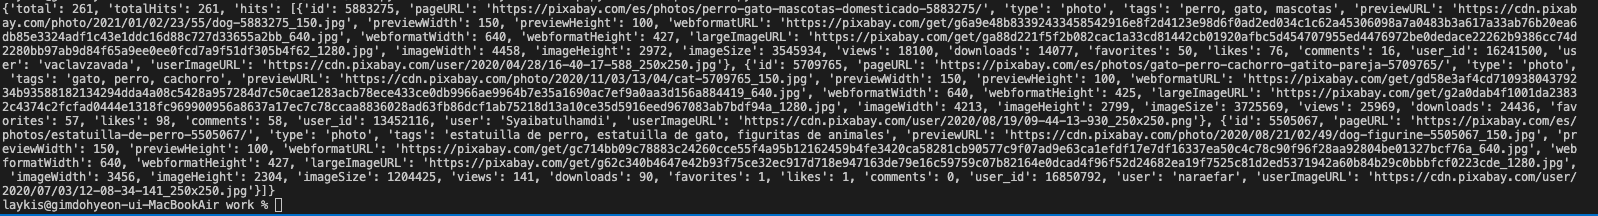 {'total': 261, 'totalHits': 261, 'hits': [{'id': 5883275, 'pageURL': 'https://pixabay.com/es/photos/perro-gato-mascotas-domesticado-5883275/', 'type': 'photo', 'tags': 'perro, gato, mascotas', 'previewURL': 'https://cdn.pixab
ay.com/photo/2021/01/02/23/55/dog-5883275_150.jpg', 'previewWidth': 150, 'previewHeight': 100, 'webformatURL': 'https://pixabay.com/get/g6a9e48b83392433458542916e8f2d4123e98d6f0ad2ed034c1c62a45306098a7a0483b3a617a33ab76b20ea6
db85e3324adf1c43e1ddc16d88c727d33655a2bb_640.jpg', 'webformatWidth': 640, 'webformatHeight': 427, 'largeImageURL': 'https://pixabay.com/get/ga88d221f5f2b082cac1a33cd81442cb01920afbc5d454707955ed4476972be0dedace22262b9386cc74d
2280bb97ab9d84f65a9ee0ee0fcd7a9f51df305b4f62_1280.jpg', 'imageWidth': 4458, 'imageHeight': 2972, 'imageSize': 3545934, 'views': 18100, 'downloads': 14077, 'favorites': 50, 'likes': 76, 'comments': 16, 'user_id': 16241500, 'us
er': 'vaclavzavada', 'userImageURL': 'https://cdn.pixabay.com/user/2020/04/28/16-40-17-588_250x250.jpg'}, {'id': 5709765, 'pageURL': 'https://pixabay.com/es/photos/gato-perro-cachorro-gatito-pareja-5709765/', 'type': 'photo',
 'tags': 'gato, perro, cachorro', 'previewURL': 'https://cdn.pixabay.com/photo/2020/11/03/13/04/cat-5709765_150.jpg', 'previewWidth': 150, 'previewHeight': 100, 'webformatURL': 'https://pixabay.com/get/gd58e3af4cd710938043792
34b93588182134294dda4a08c5428a957284d7c50cae1283acb78ece433ce0db9966ae9964b7e35a1690ac7ef9a0aa3d156a884419_640.jpg', 'webformatWidth': 640, 'webformatHeight': 425, 'largeImageURL': 'https://pixabay.com/get/g2a0dab4f1001da2383
2c4374c2fcfad0444e1318fc969900956a8637a17ec7c78ccaa8836028ad63fb86dcf1ab75218d13a10ce35d5916eed967083ab7bdf94a_1280.jpg', 'imageWidth': 4213, 'imageHeight': 2799, 'imageSize': 3725569, 'views': 25969, 'downloads': 24436, 'fav
orites': 57, 'likes': 98, 'comments': 58, 'user_id': 13452116, 'user': 'Syaibatulhamdi', 'userImageURL': 'https://cdn.pixabay.com/user/2020/08/19/09-44-13-930_250x250.png'}, {'id': 5505067, 'pageURL': 'https://pixabay.com/es/
photos/estatuilla-de-perro-5505067/', 'type': 'photo', 'tags': 'estatuilla de perro, estatuilla de gato, figuritas de animales', 'previewURL': 'https://cdn.pixabay.com/photo/2020/08/21/02/49/dog-figurine-5505067_150.jpg', 'pr
eviewWidth': 150, 'previewHeight': 100, 'webformatURL': 'https://pixabay.com/get/gc714bb09c78883c24260cce55f4a95b12162459b4fe3420ca58281cb90577c9f07ad9e63ca1efdf17e7df16337ea50c4c78c90f96f28aa92804be01327bcf76a_640.jpg', 'web
formatWidth': 640, 'webformatHeight': 427, 'largeImageURL': 'https://pixabay.com/get/g62c340b4647e42b93f75ce32ec917d718e947163de79e16c59759c07b82164e0dcad4f96f52d24682ea19f7525c81d2ed5371942a60b84b29c0bbbfcf0223cde_1280.jpg',
 'imageWidth': 3456, 'imageHeight': 2304, 'imageSize': 1204425, 'views': 141, 'downloads': 90, 'favorites': 1, 'likes': 1, 'comments': 0, 'user_id': 16850792, 'user': 'naraefar', 'userImageURL': 'https://cdn.pixabay.com/user/
2020/07/03/12-08-34-141_250x250.jpg'}]}
laykis@gimdohyeon-ui-MacBookAir work %